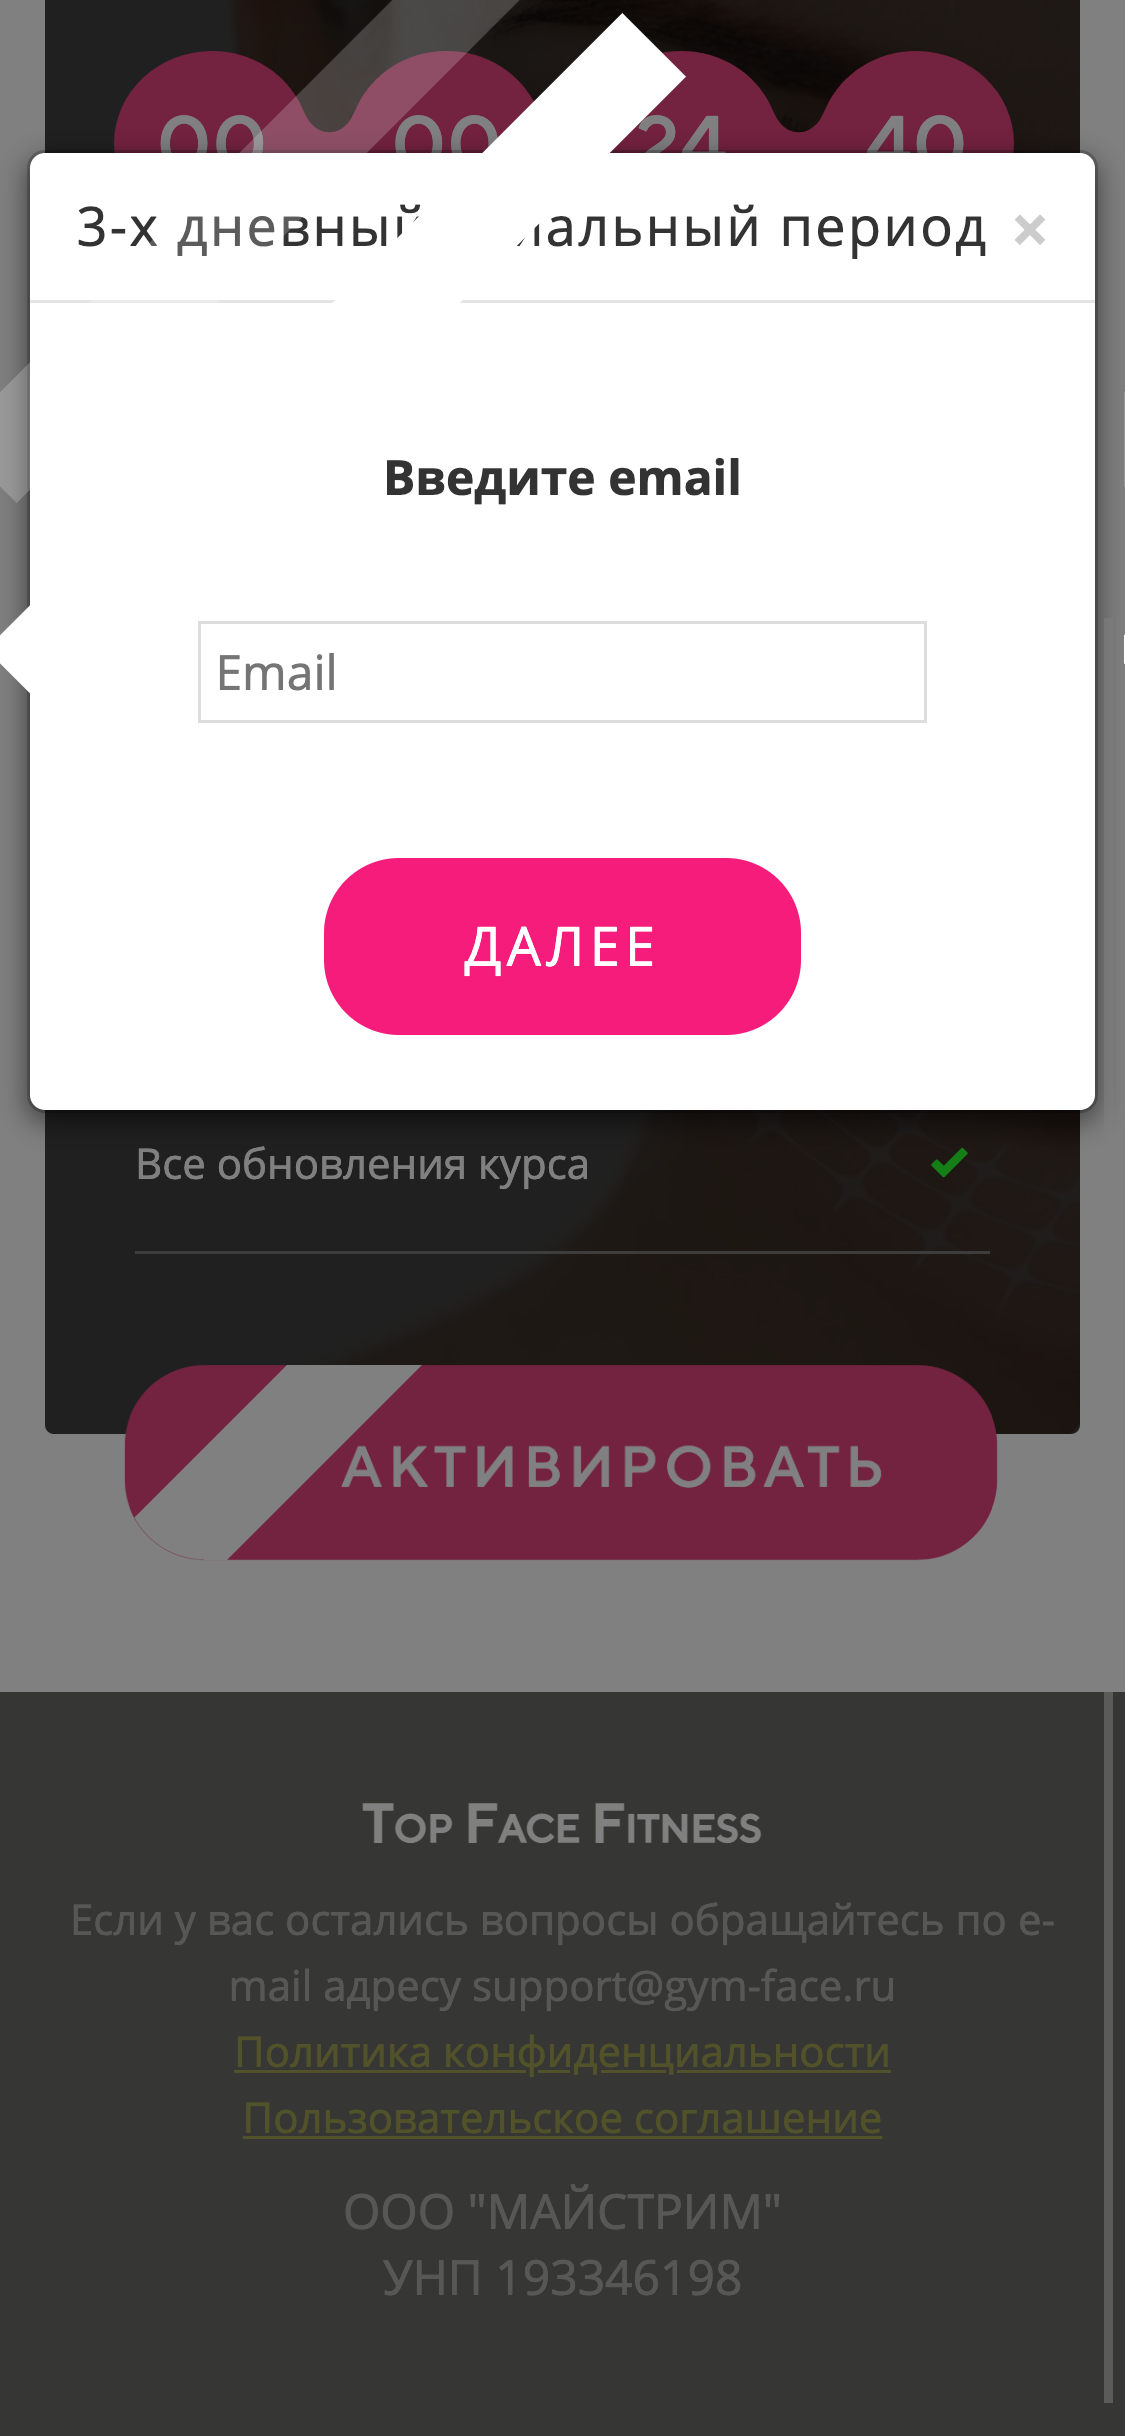 00 00 24 40
3-х дневный альный период ×
Введите email
Email
ДАЛЕЕ
Все обновления курса
АКТИВИРОВАТЬ
Top Face Fitness
Если у вас остались вопросы обращайтесь по e-
mail адресу support@gym-face.ru
Политика конфиденциальности
Пользовательское соглашение
ООО "МАЙСТРИМ"
УНП 193346198